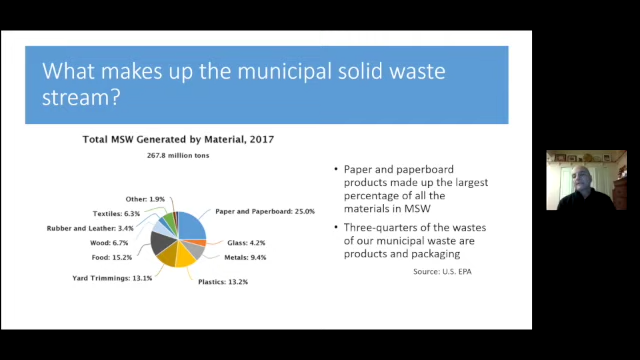 What makes up the municipal solid waste
stream?
Total MSW Generated by Material, 2017
267.8 million tons
Other: 1.9%
Textiles: 6.3%
Rubber and Leather: 3.4%
Wood: 6.7%
Food: 15.2%
Yard Trimmings: 13.1%
Paper and Paperboard: 25.0%
Glass: 4.2%
Metals: 9.4%
Plastics: 13.2%
• Paper and paperboard
products made up the largest
percentage of all the
materials in MSW
• Three-quarters of the wastes
of our municipal waste are
products and packaging
Source: U.S. EPA